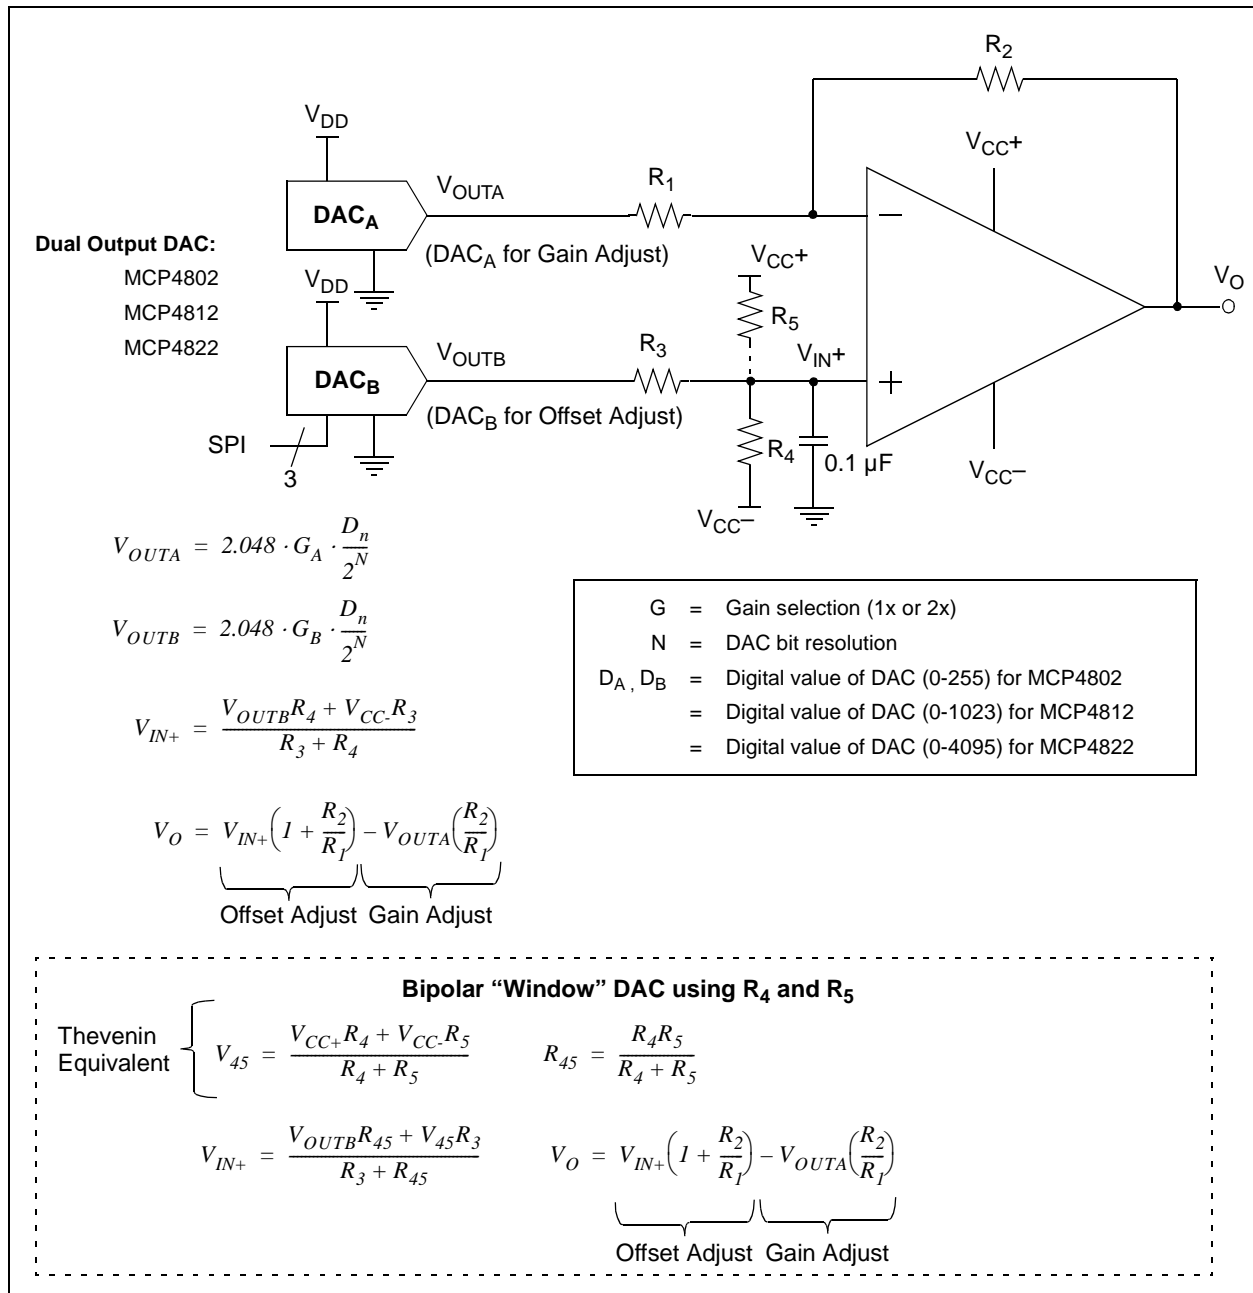 R2
VDD
VOUTA
R1
VCC+
DACA
Dual Output DAC:
MCP4802
MCP4812
MCP4822
(DACA for Gain Adjust)
VDD
VCC+
R5
VO
VOUTB
R3
VIN+
DACB
(DACB for Offset Adjust)
SPI
3
R4
0.1 µF
VCC–
VCC–
VOUTA = 2.048 · GA · Dn / 2^N
VOUTB = 2.048 · GB · Dn / 2^N
G = Gain selection (1x or 2x)
N = DAC bit resolution
DA , DB = Digital value of DAC (0-255) for MCP4802
= Digital value of DAC (0-1023) for MCP4812
= Digital value of DAC (0-4095) for MCP4822
VIN+ = (VOUTB R4 + VCC- R3) / (R3 + R4)
VO = VIN+ (1 + R2/R1) – VOUTA (R2/R1)
Offset Adjust Gain Adjust
Bipolar “Window” DAC using R4 and R5
Thevenin
Equivalent
V45 = (VCC+ R4 + VCC- R5) / (R4 + R5)
R45 = R4R5 / (R4 + R5)
VIN+ = (VOUTB R45 + V45 R3) / (R3 + R45)
VO = VIN+ (1 + R2/R1) – VOUTA (R2/R1)
Offset Adjust Gain Adjust